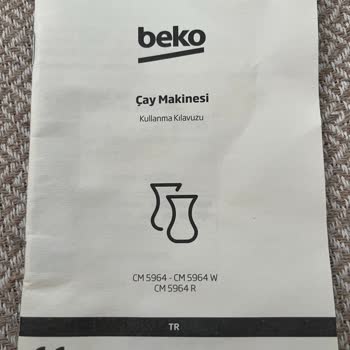 beko
Çay Makinesi
Kullanma Kılavuzu
CM 5964 - CM 5964 W
CM 5964 R
TR